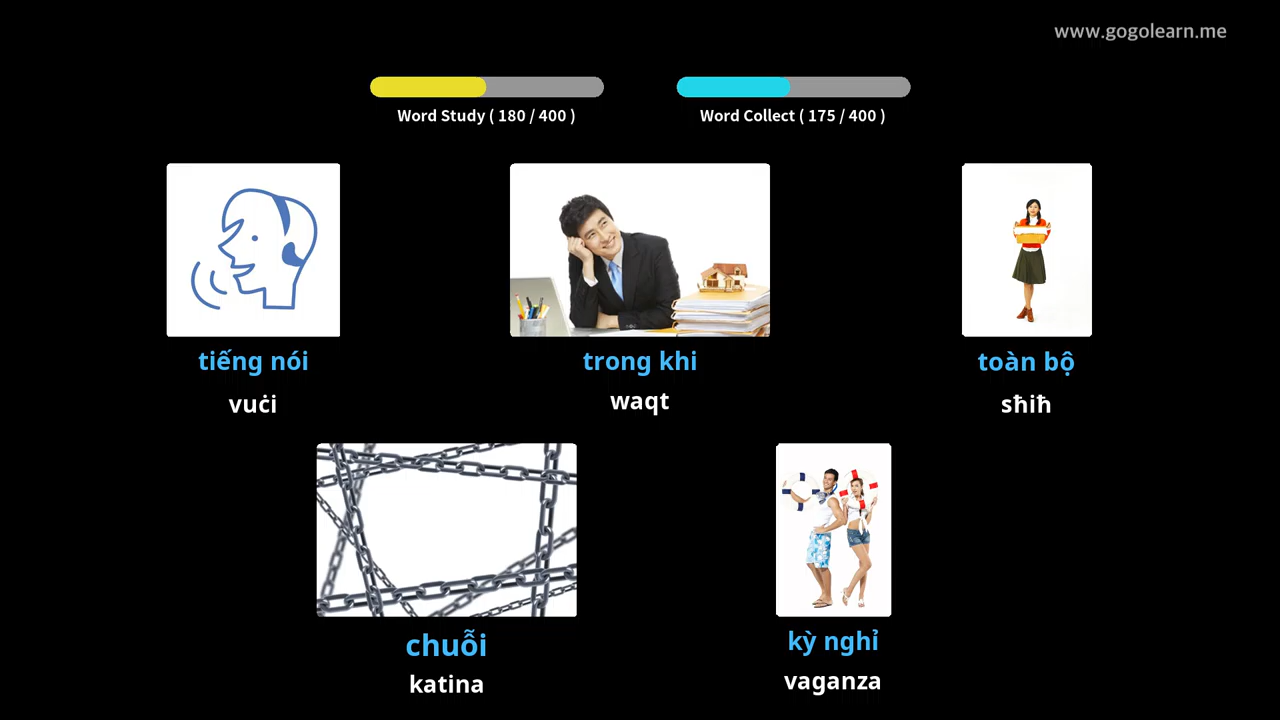 www.gogolearn.me
Word Study ( 180 / 400 )
Word Collect ( 175 / 400 )
tiếng nói
vuċi
trong khi
waqt
toàn bộ
sħiħ
chuỗi
katina
kỳ nghỉ
vaganza